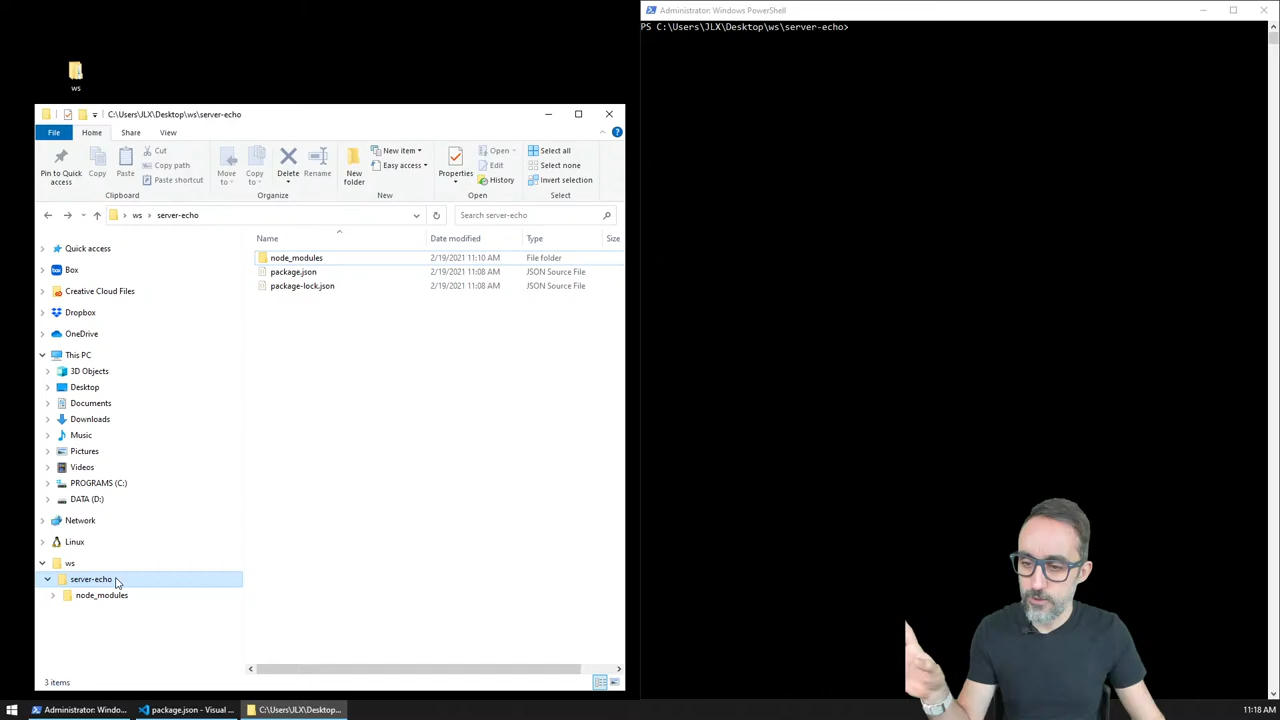 ws
C:\Users\JLX\Desktop\ws\server-echo
File Home Share View
Pin to Quick access
Copy
Paste
Cut
Copy path
Paste shortcut
Clipboard
Move to
Copy to
Delete
Rename
Organize
New folder
New item
Easy access
New
Properties
Open
Edit
History
Open
Select all
Select none
Invert selection
Select
ws > server-echo
Search server-echo
Name Date modified Type Size
node_modules 2/19/2021 11:10 AM File folder
package.json 2/19/2021 11:08 AM JSON Source File
package-lock.json 2/19/2021 11:08 AM JSON Source File
Quick access
Box
Creative Cloud Files
Dropbox
OneDrive
This PC
3D Objects
Desktop
Documents
Downloads
Music
Pictures
Videos
PROGRAMS (C:)
DATA (D:)
Network
Linux
ws
server-echo
node_modules
3 items
Administrator: Windows PowerShell
PS C:\Users\JLX\Desktop\ws\server-echo>
Administrator: Windo...
package.json - Visual ...
C:\Users\JLX\Desktop...
11:18 AM